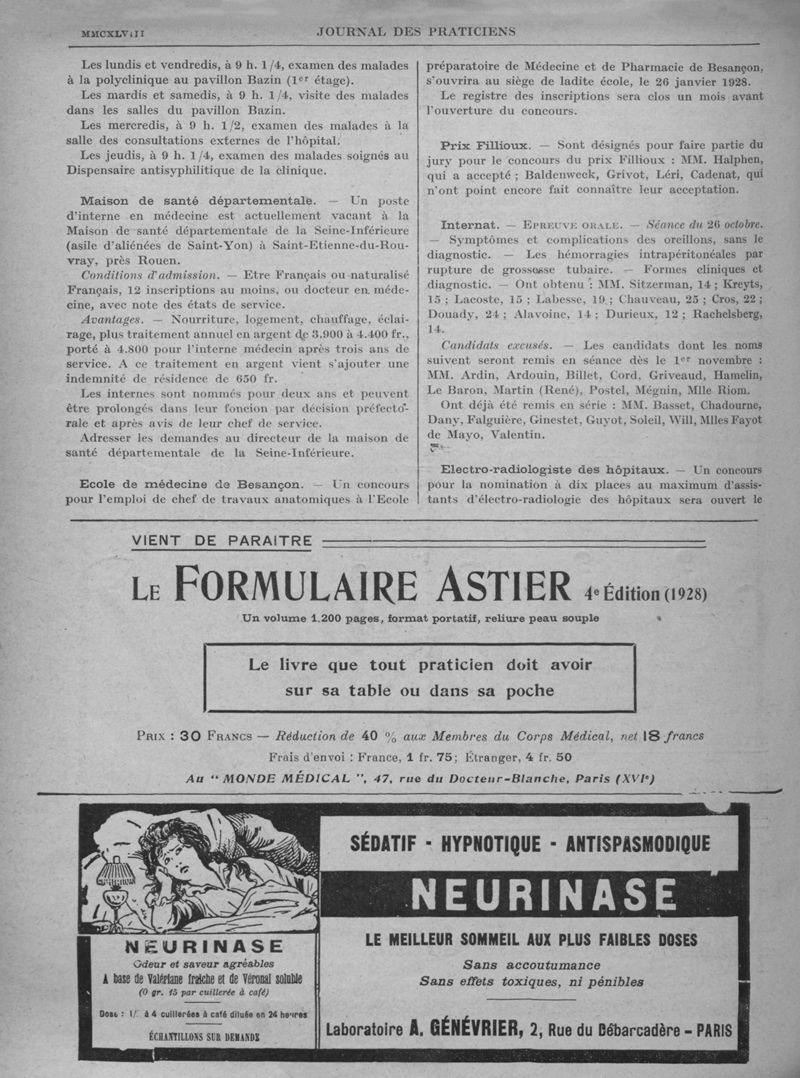 MMCXLVIII
JOURNAL DES PRATICIENS
Les lundis et vendredis, à 9 h. 1/4, examen des malades
à la polyclinique au pavillon Bazin (1er étage).
Les mardis et samedis, à 9 h. 1/4, visite des malades
dans les salles du pavillon Bazin.
Les mercredis, à 9 h. 1/2, examen des malades à la
salle des consultations externes de l'hôpital.
Les jeudis, à 9 h. 1/4, examen des malades soignés au
Dispensaire antisyphilitique de la clinique.
Maison de santé départementale. — Un poste
d'interne en médecine est actuellement vacant à la
Maison de santé départementale de la Seine-Inférieure
(asile d'aliénées de Saint-Yon) à Saint-Etienne-du-Rou-
vray, près Rouen.
Conditions d'admission. — Etre Français ou naturalisé
Français, 12 inscriptions au moins, ou docteur en méde-
cine, avec note des états de service.
Avantages. — Nourriture, logement, chauffage, éclai-
rage, plus traitement annuel en argent de 3.900 à 4.400 fr.,
porté à 4.800 pour l'interne médecin après trois ans de
service. A ce traitement en argent vient s'ajouter une
indemnité de résidence de 650 fr.
Les internes sont nommés pour deux ans et peuvent
être prolongés dans leur foncion par décision préfecto-
rale et après avis de leur chef de service.
Adresser les demandes au directeur de la maison de
santé départementale de la Seine-Inférieure.
Ecole de médecine de Besançon. — Un concours
pour l'emploi de chef de travaux anatomiques à l'Ecole
préparatoire de Médecine et de Pharmacie de Besançon,
s'ouvrira au siège de ladite école, le 26 janvier 1928.
Le registre des inscriptions sera clos un mois avant
l'ouverture du concours.
Prix Fillioux. — Sont désignés pour faire partie du
jury pour le concours du prix Fillioux : MM. Halphen,
qui a accepté ; Baldenweck, Grivot, Léri, Cadenat, qui
n'ont point encore fait connaître leur acceptation.
Internat. — EPREUVE ORALE. — Séance du 26 octobre.
— Symptômes et complications des oreillons, sans le
diagnostic. — Les hémorragies intrapéritonéales par
rupture de grossesse tubaire. — Formes cliniques et
diagnostic. — Ont obtenu : MM. Sitzerman, 14 ; Kreyts,
15 ; Lacoste, 15 ; Labesse, 19 ; Chauveau, 25 ; Cros, 22 ;
Douady, 24 ; Alavoine, 14 ; Durieux, 12 ; Rachelsberg,
14.
Candidats excusés. — Les candidats dont les noms
suivent seront remis en séance dès le 1er novembre :
MM. Ardin, Ardouin, Billet, Cord, Griveaud, Hamelin,
Le Baron, Martin (René), Postel, Mégnin, Mlle Riom.
Ont déjà été remis en série : MM. Basset, Chadourne,
Dany, Falguière, Ginestet, Guyot, Soleil, Will, Mlles Fayot
de Mayo, Valentin.
Electro-radiologiste des hôpitaux. — Un concours
pour la nomination à dix places au maximum d'assis-
tants d'électro-radiologie des hôpitaux sera ouvert le
VIENT DE PARAITRE
LE FORMULAIRE ASTIER 4e Édition (1928)
Un volume 1.200 pages, format portatif, reliure peau souple
Le livre que tout praticien doit avoir
sur sa table ou dans sa poche
PRIX : 30 FRANCS — Réduction de 40 % aux Membres du Corps Médical, net 18 francs
Frais d'envoi : France, 1 fr. 75; Étranger, 4 fr. 50
Au "MONDE MÉDICAL", 47, rue du Docteur-Blanche, Paris (XVIe)
NEURINASE
Odeur et saveur agréables
A base de Valériane fraîche et de Véronal soluble
(0 gr. 15 par cuillerée à café)
Dose : 1/ à 4 cuillerées à café diluée en 24 heures
ÉCHANTILLONS SUR DEMANDE
SÉDATIF - HYPNOTIQUE - ANTISPASMODIQUE
NEURINASE
LE MEILLEUR SOMMEIL AUX PLUS FAIBLES DOSES
Sans accoutumance
Sans effets toxiques, ni pénibles
Laboratoire A. GÉNÉVRIER, 2, Rue du Débarcadère - PARIS